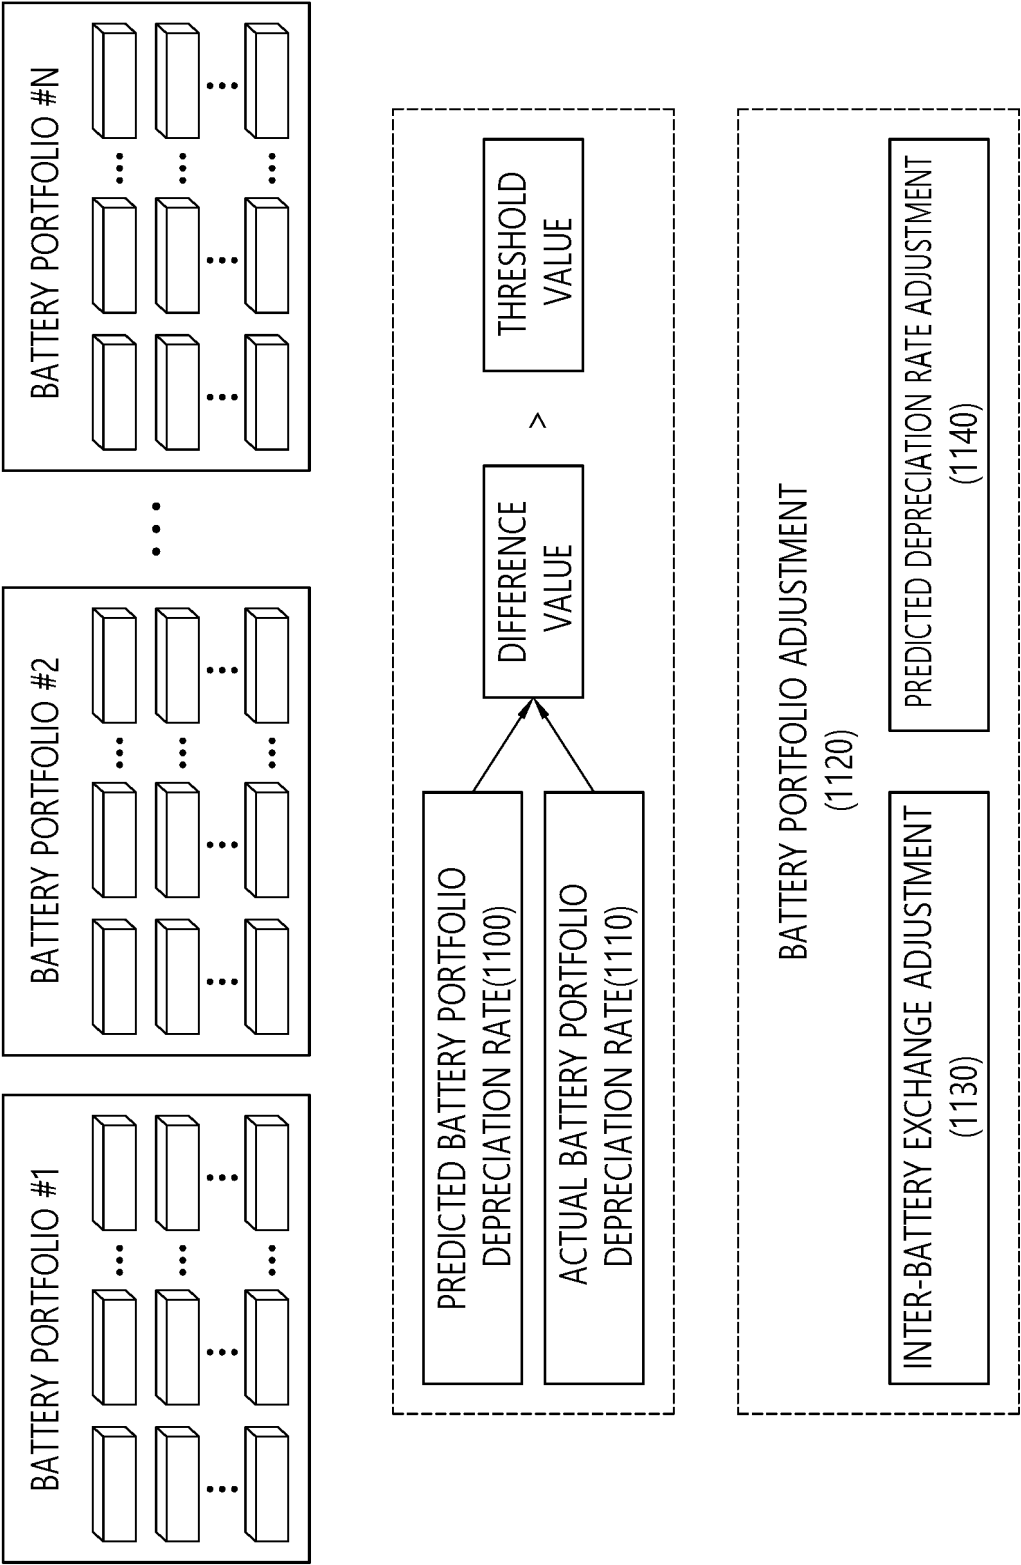 BATTERY PORTFOLIO #1
BATTERY PORTFOLIO #2
BATTERY PORTFOLIO #N
PREDICTED BATTERY PORTFOLIO
DEPRECIATION RATE(1100)
ACTUAL BATTERY PORTFOLIO
DEPRECIATION RATE(1110)
DIFFERENCE
VALUE
>
THRESHOLD
VALUE
BATTERY PORTFOLIO ADJUSTMENT
(1120)
INTER-BATTERY EXCHANGE ADJUSTMENT
(1130)
PREDICTED DEPRECIATION RATE ADJUSTMENT
(1140)